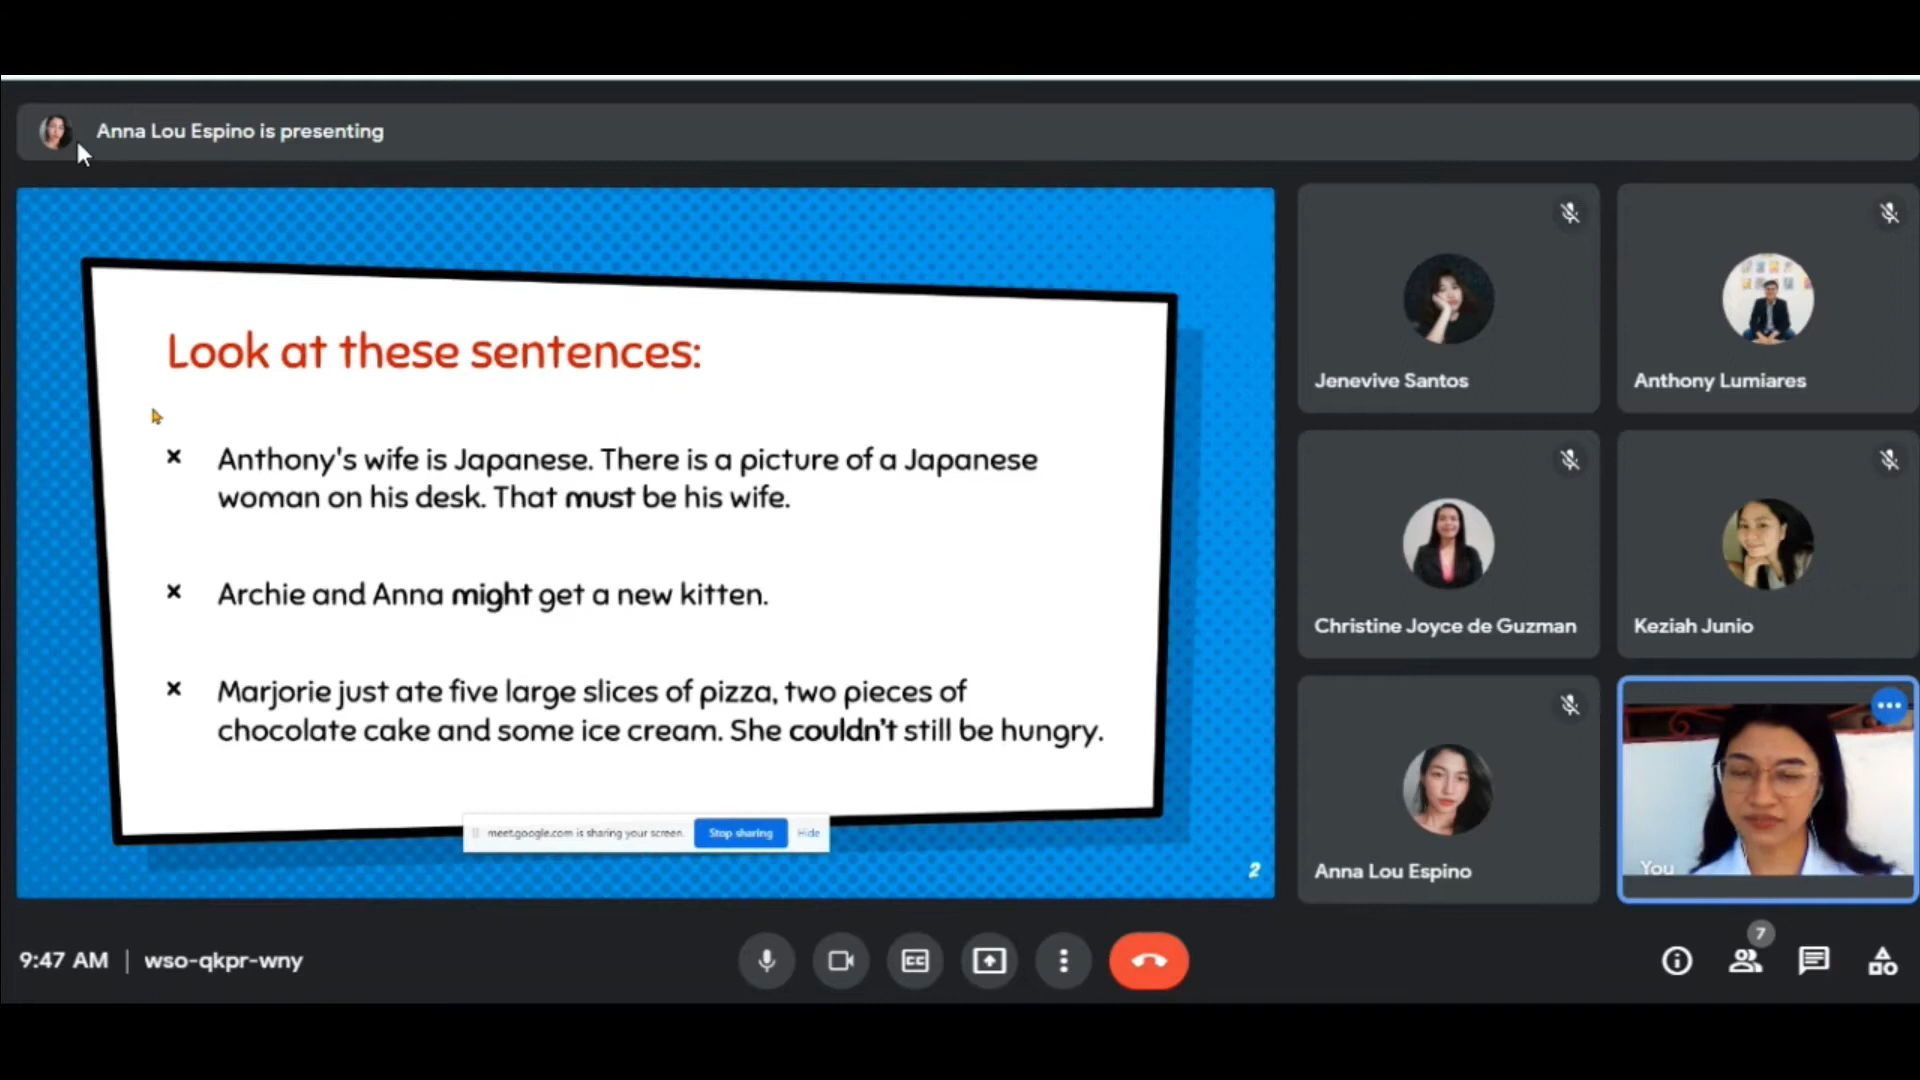 Anna Lou Espino is presenting
Look at these sentences:
× Anthony's wife is Japanese. There is a picture of a Japanese
woman on his desk. That must be his wife.
× Archie and Anna might get a new kitten.
× Marjorie just ate five large slices of pizza, two pieces of
chocolate cake and some ice cream. She couldn't still be hungry.
meet.google.com is sharing your screen. Stop sharing Hide
2
Jenevive Santos
Anthony Lumiares
Christine Joyce de Guzman
Keziah Junio
Anna Lou Espino
You
9:47 AM | wso-qkpr-wny
CC
7